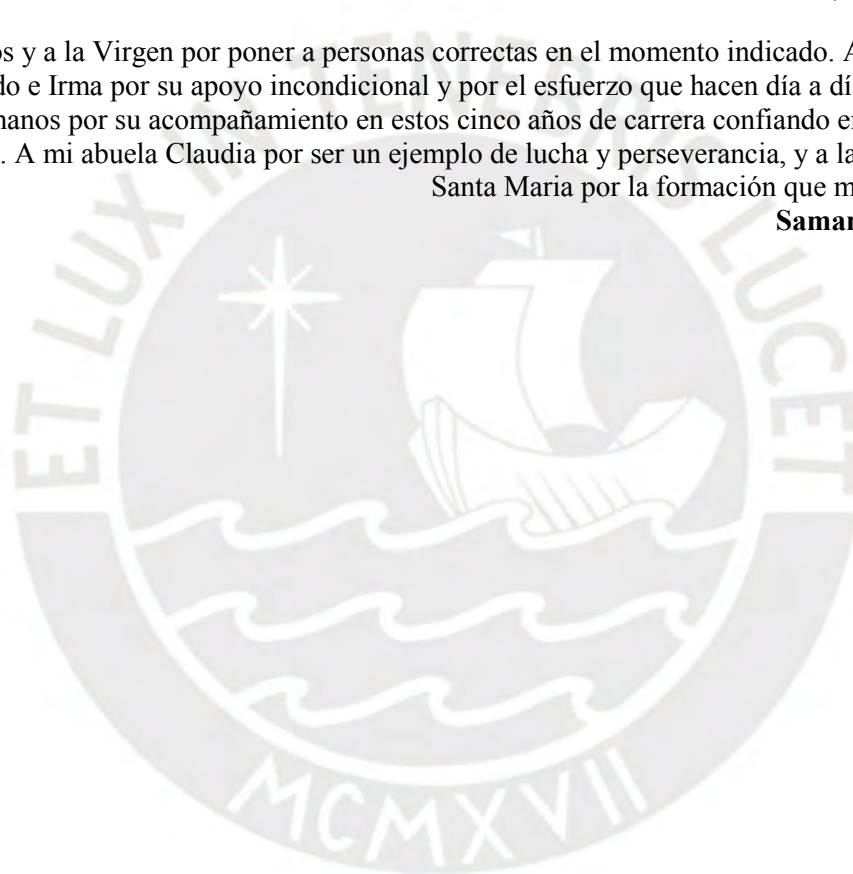 os y a la Virgen por poner a personas correctas en el momento indicado. A
do e Irma por su apoyo incondicional y por el esfuerzo que hacen día a dí
nanos por su acompañamiento en estos cinco años de carrera confiando en
. A mi abuela Claudia por ser un ejemplo de lucha y perseverancia, y a la
Santa Maria por la formación que m
Samar
ET LUX IN TENEBRIS LUCET
MCMXVII